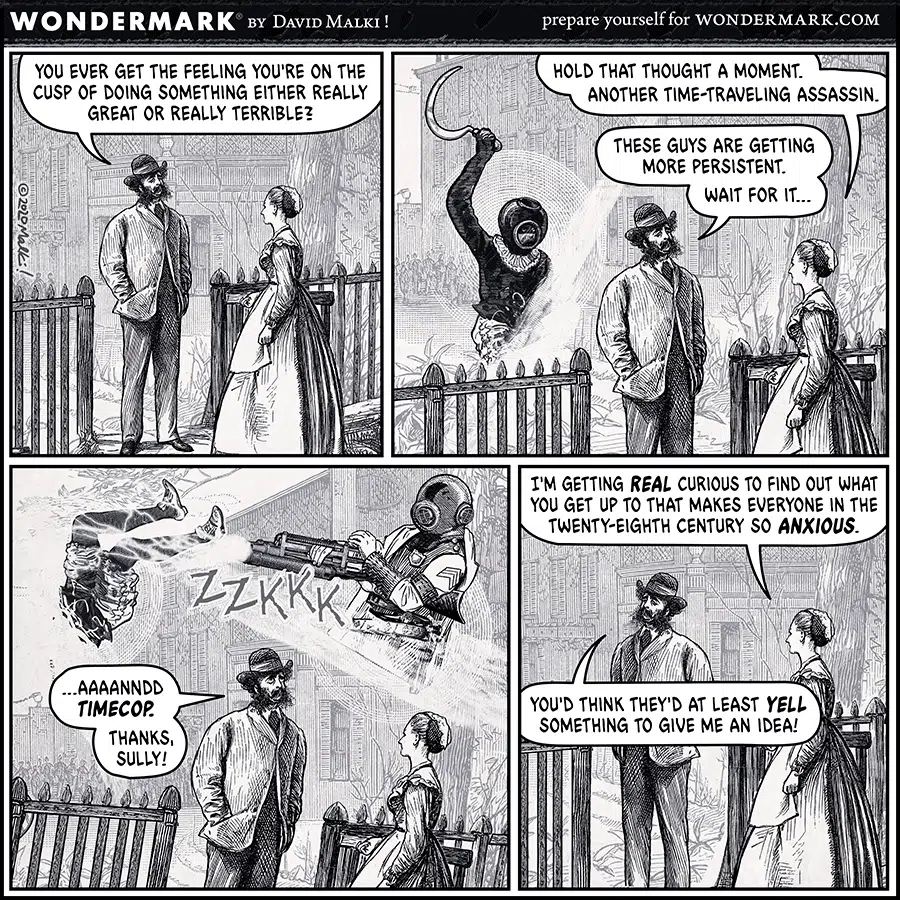 WONDERMARK® BY DAVID MALKI !
prepare yourself for WONDERMARK.COM
YOU EVER GET THE FEELING YOU'RE ON THE
CUSP OF DOING SOMETHING EITHER REALLY
GREAT OR REALLY TERRIBLE?
©2020 Malki !
HOLD THAT THOUGHT A MOMENT.
ANOTHER TIME-TRAVELING ASSASSIN.
THESE GUYS ARE GETTING
MORE PERSISTENT.
WAIT FOR IT...
ZZKKK
...AAAANNDD
TIMECOP.
THANKS,
SULLY!
I'M GETTING REAL CURIOUS TO FIND OUT WHAT
YOU GET UP TO THAT MAKES EVERYONE IN THE
TWENTY-EIGHTH CENTURY SO ANXIOUS.
YOU'D THINK THEY'D AT LEAST YELL
SOMETHING TO GIVE ME AN IDEA!